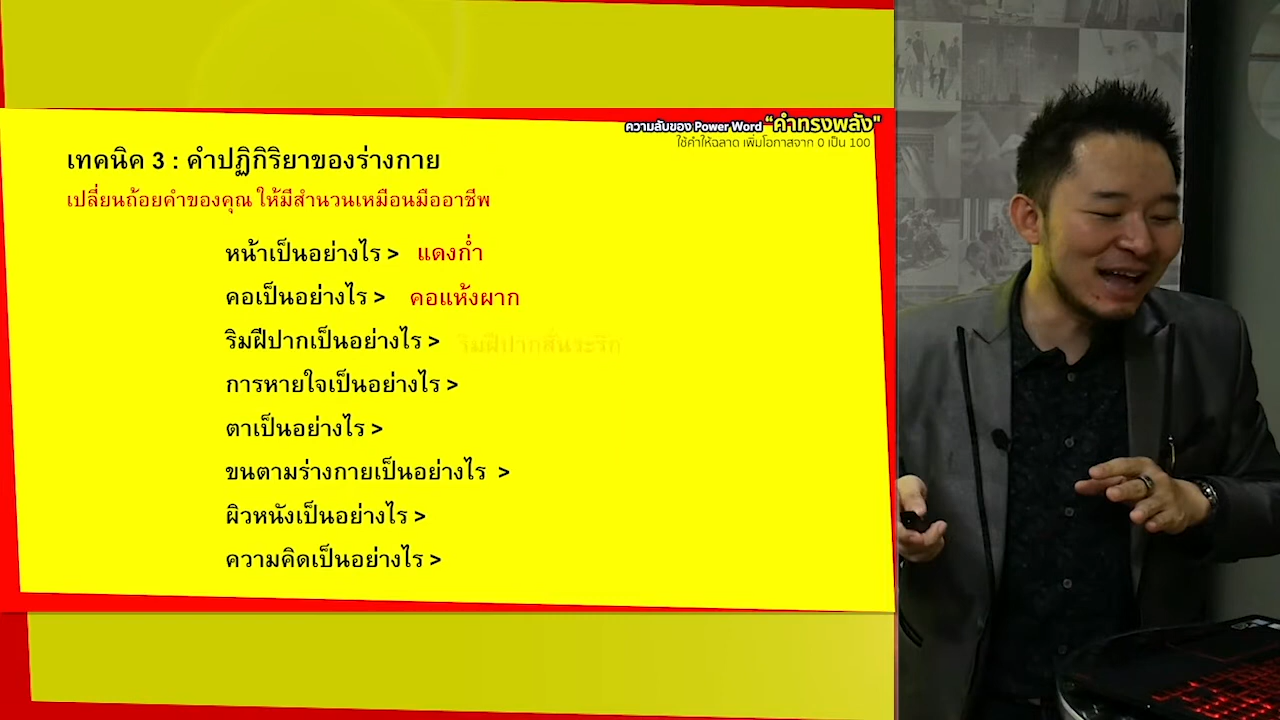 ความลับของ Power Word “คำทรงพลัง"
ใช้คำให้ฉลาด เพิ่มโอกาสจาก 0 เป็น 100
เทคนิค 3 : คำปฏิกิริยาของร่างกาย
เปลี่ยนถ้อยคำของคุณ ให้มีสำนวนเหมือนมืออาชีพ
หน้าเป็นอย่างไร > แดงก่ำ
คอเป็นอย่างไร > คอแห้งผาก
ริมฝีปากเป็นอย่างไร > ริมฝีปากสั่นระริก
การหายใจเป็นอย่างไร >
ตาเป็นอย่างไร >
ขนตามร่างกายเป็นอย่างไร >
ผิวหนังเป็นอย่างไร >
ความคิดเป็นอย่างไร >